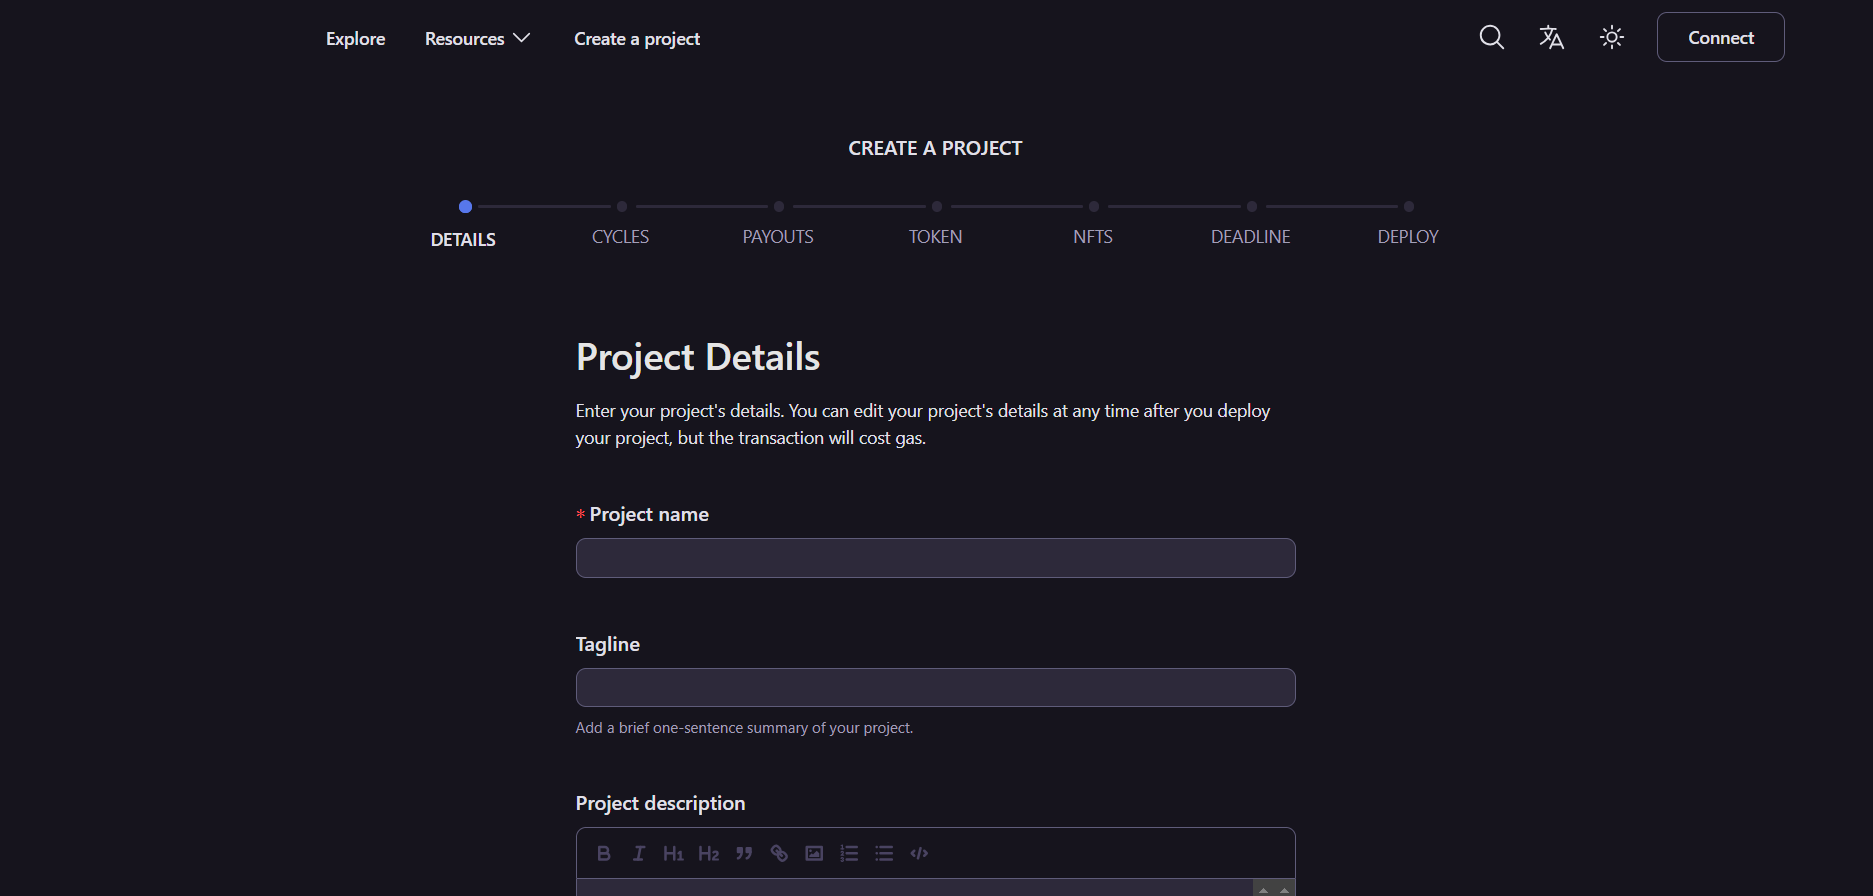 Explore
Resources
Create a project
Connect
CREATE A PROJECT
DETAILS
CYCLES
PAYOUTS
TOKEN
NFTS
DEADLINE
DEPLOY
Project Details
Enter your project's details. You can edit your project's details at any time after you deploy
your project, but the transaction will cost gas.
* Project name
Tagline
Add a brief one-sentence summary of your project.
Project description
B I H1 H2